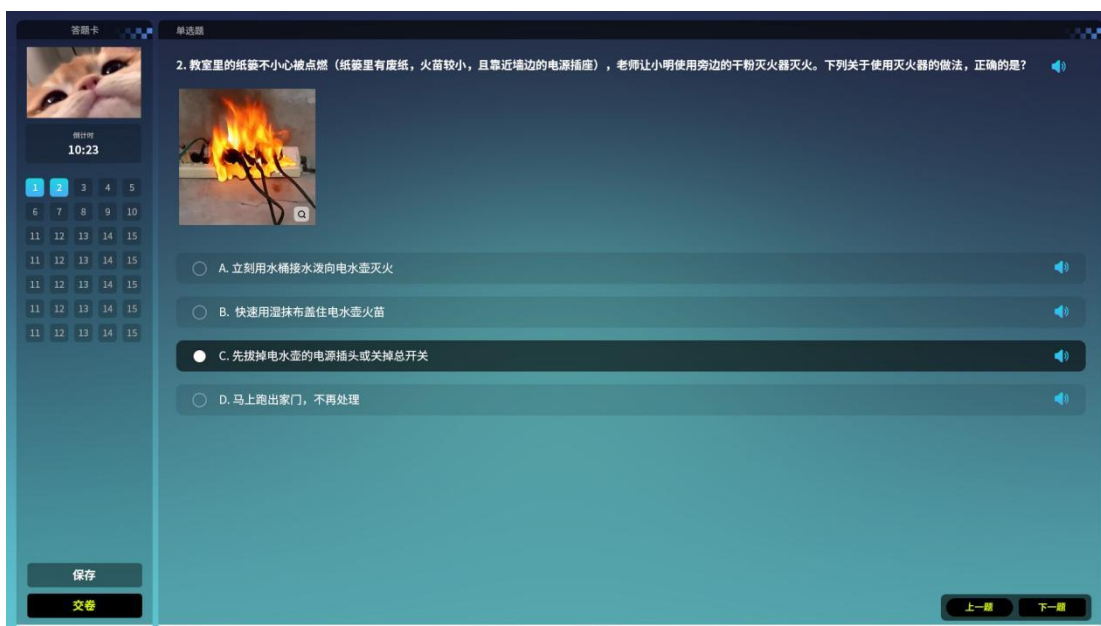 答题卡
单选题
2. 教室里的纸篓不小心被点燃（纸篓里有废纸，火苗较小，且靠近墙边的电源插座），老师让小明使用旁边的干粉灭火器灭火。下列关于使用灭火器的做法，正确的是？
倒计时
10:23
1 2 3 4 5
6 7 8 9 10
11 12 13 14 15
11 12 13 14 15
11 12 13 14 15
11 12 13 14 15
11 12 13 14 15
A. 立刻用水桶接水泼向电水壶灭火
B. 快速用湿抹布盖住电水壶火苗
C. 先拔掉电水壶的电源插头或关掉总开关
D. 马上跑出家门，不再处理
保存
交卷
上一题
下一题